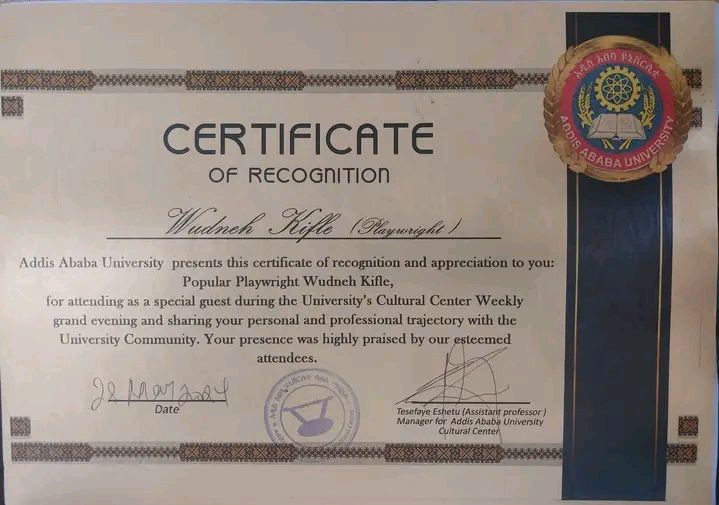 አዲስ አበባ ዩኒቨርሲቲ
ADDIS ABABA UNIVERSITY
CERTIFICATE
OF RECOGNITION
Wudneh Kifle (Playwright)
Addis Ababa University presents this certificate of recognition and appreciation to you:
Popular Playwright Wudneh Kifle,
for attending as a special guest during the University's Cultural Center Weekly
grand evening and sharing your personal and professional trajectory with the
University Community. Your presence was highly praised by our esteemed
attendees.
Date
Tesefaye Eshetu (Assistant professor)
Manager for Addis Ababa University
Cultural Center